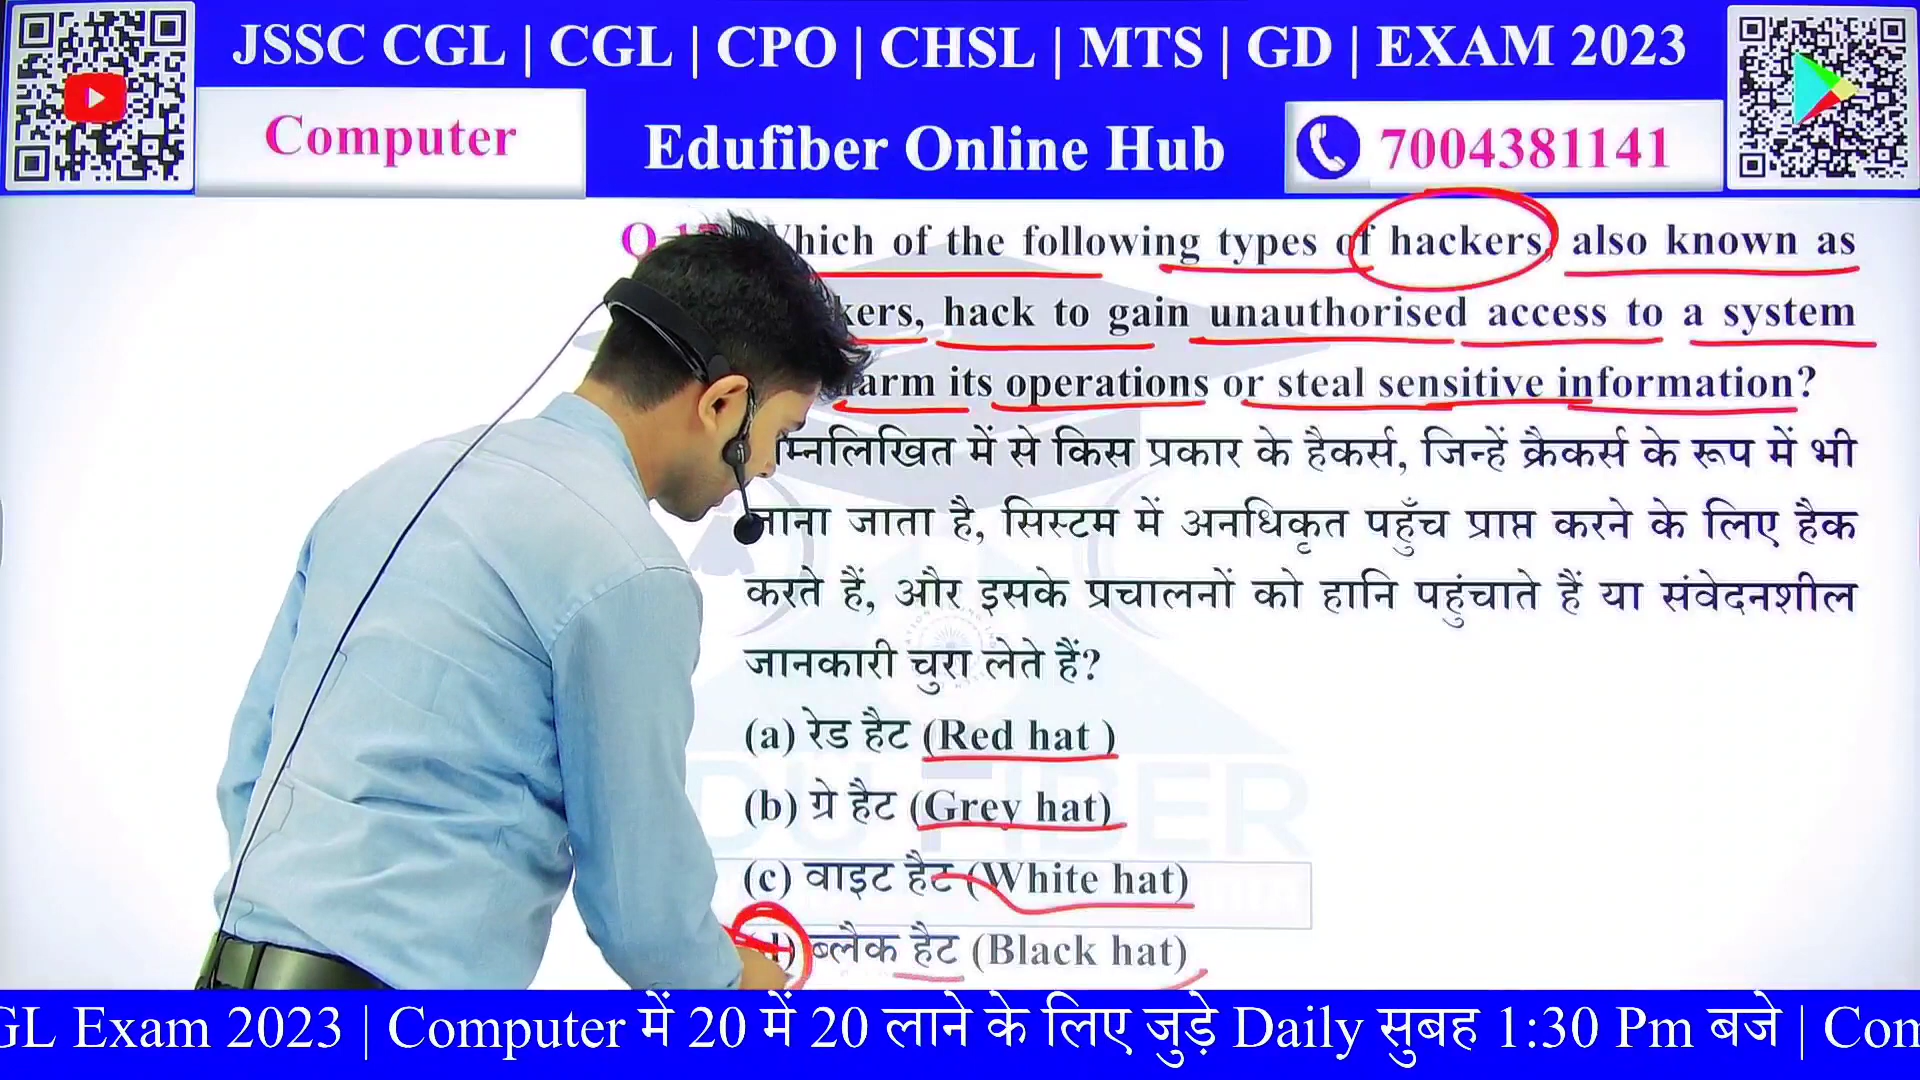 JSSC CGL | CGL | CPO | CHSL | MTS | GD | EXAM 2023
Computer
Edufiber Online Hub
7004381141
hich of the following types of hackers, also known as
kers, hack to gain unauthorised access to a system
arm its operations or steal sensitive information?
म्नलिखित में से किस प्रकार के हैकर्स, जिन्हें क्रैकर्स के रूप में भी
जाना जाता है, सिस्टम में अनधिकृत पहुँच प्राप्त करने के लिए हैक
करते हैं, और इसके प्रचालनों को हानि पहुंचाते हैं या संवेदनशील
जानकारी चुरा लेते हैं?
(a) रेड हैट (Red hat )
(b) ग्रे हैट (Grey hat)
(c) वाइट हैट (White hat)
(d) ब्लैक हैट (Black hat)
GL Exam 2023 | Computer में 20 में 20 लाने के लिए जुड़े Daily सुबह 1:30 Pm बजे | Com